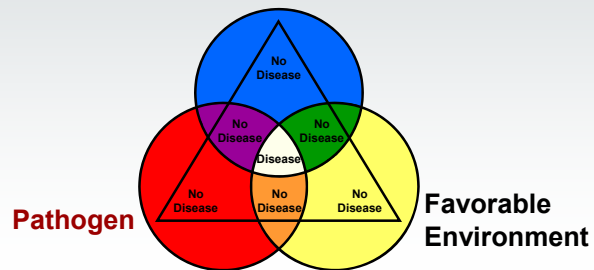 No
Disease
No
Disease
No
Disease
Disease
No
Disease
No
Disease
No
Disease
Pathogen
Favorable
Environment